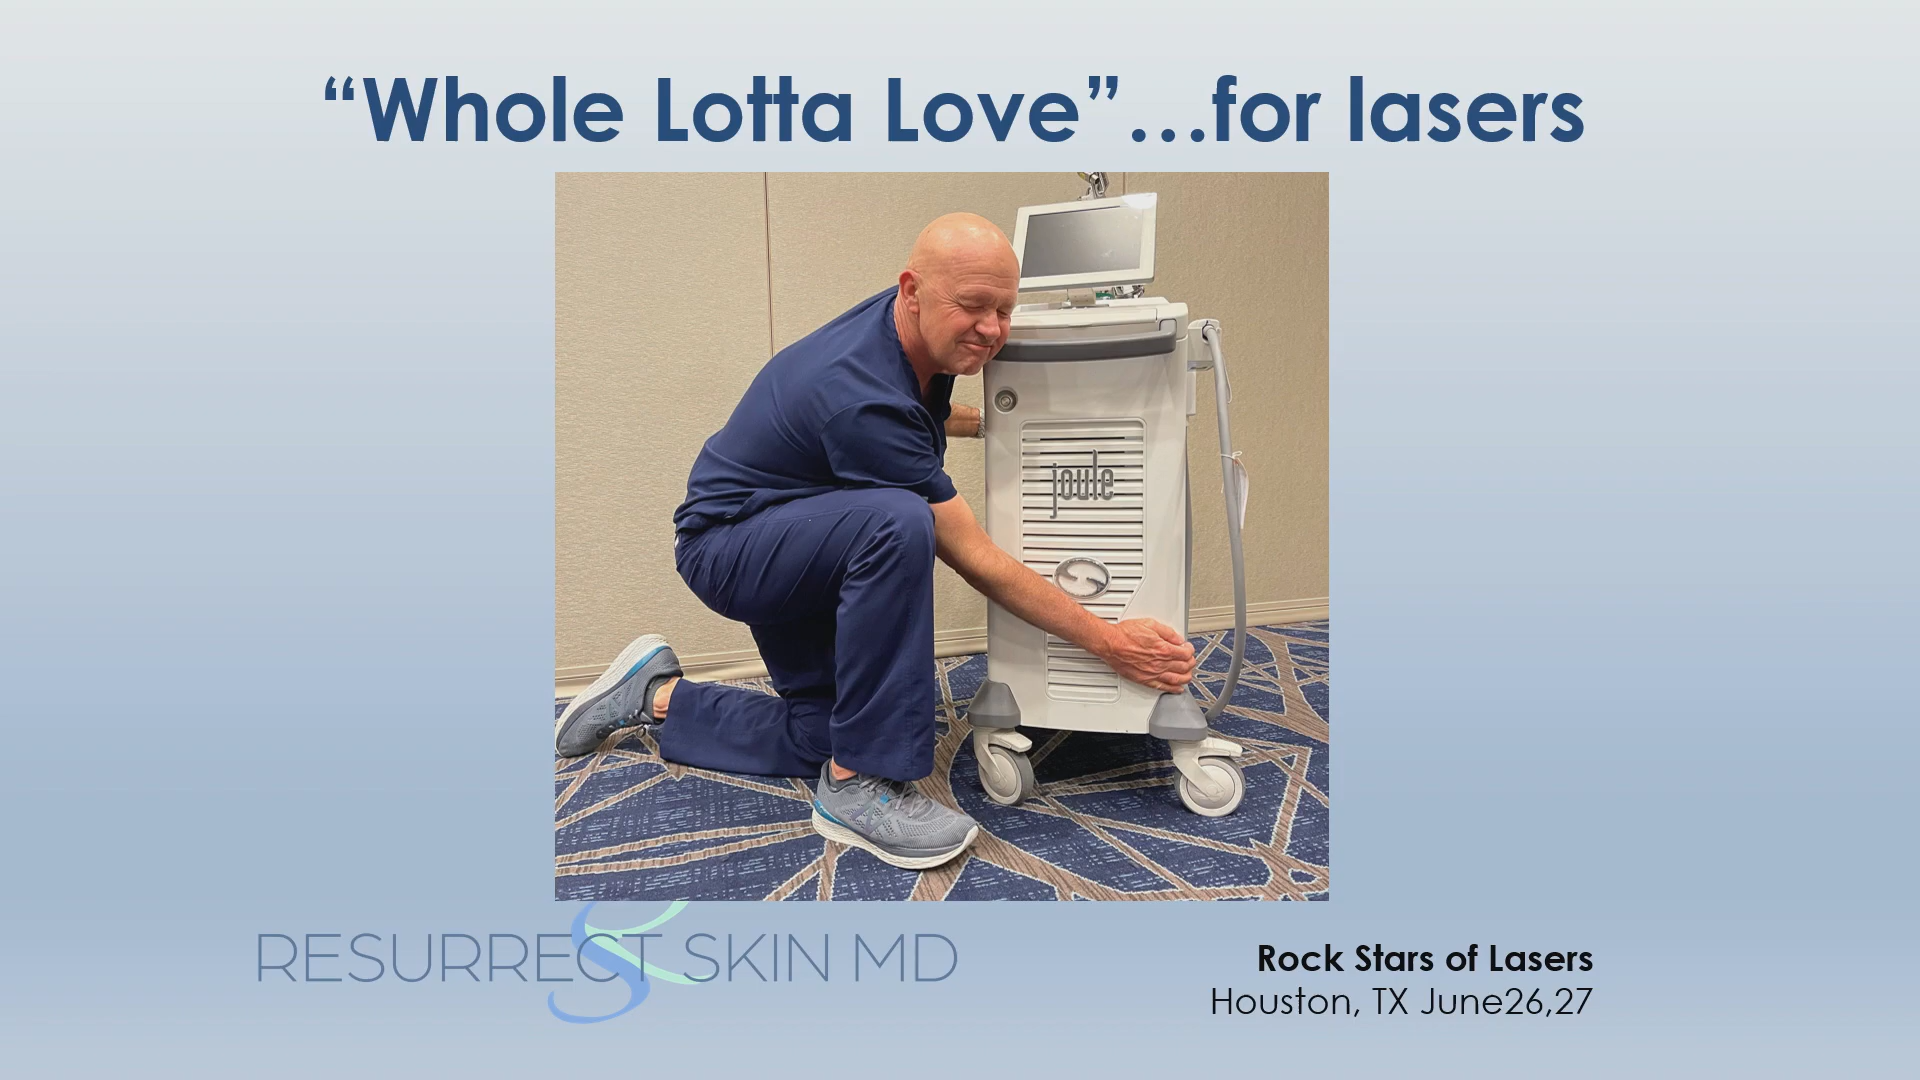 “Whole Lotta Love”...for lasers
joule
RESURRECT SKIN MD
Rock Stars of Lasers
Houston, TX June26,27